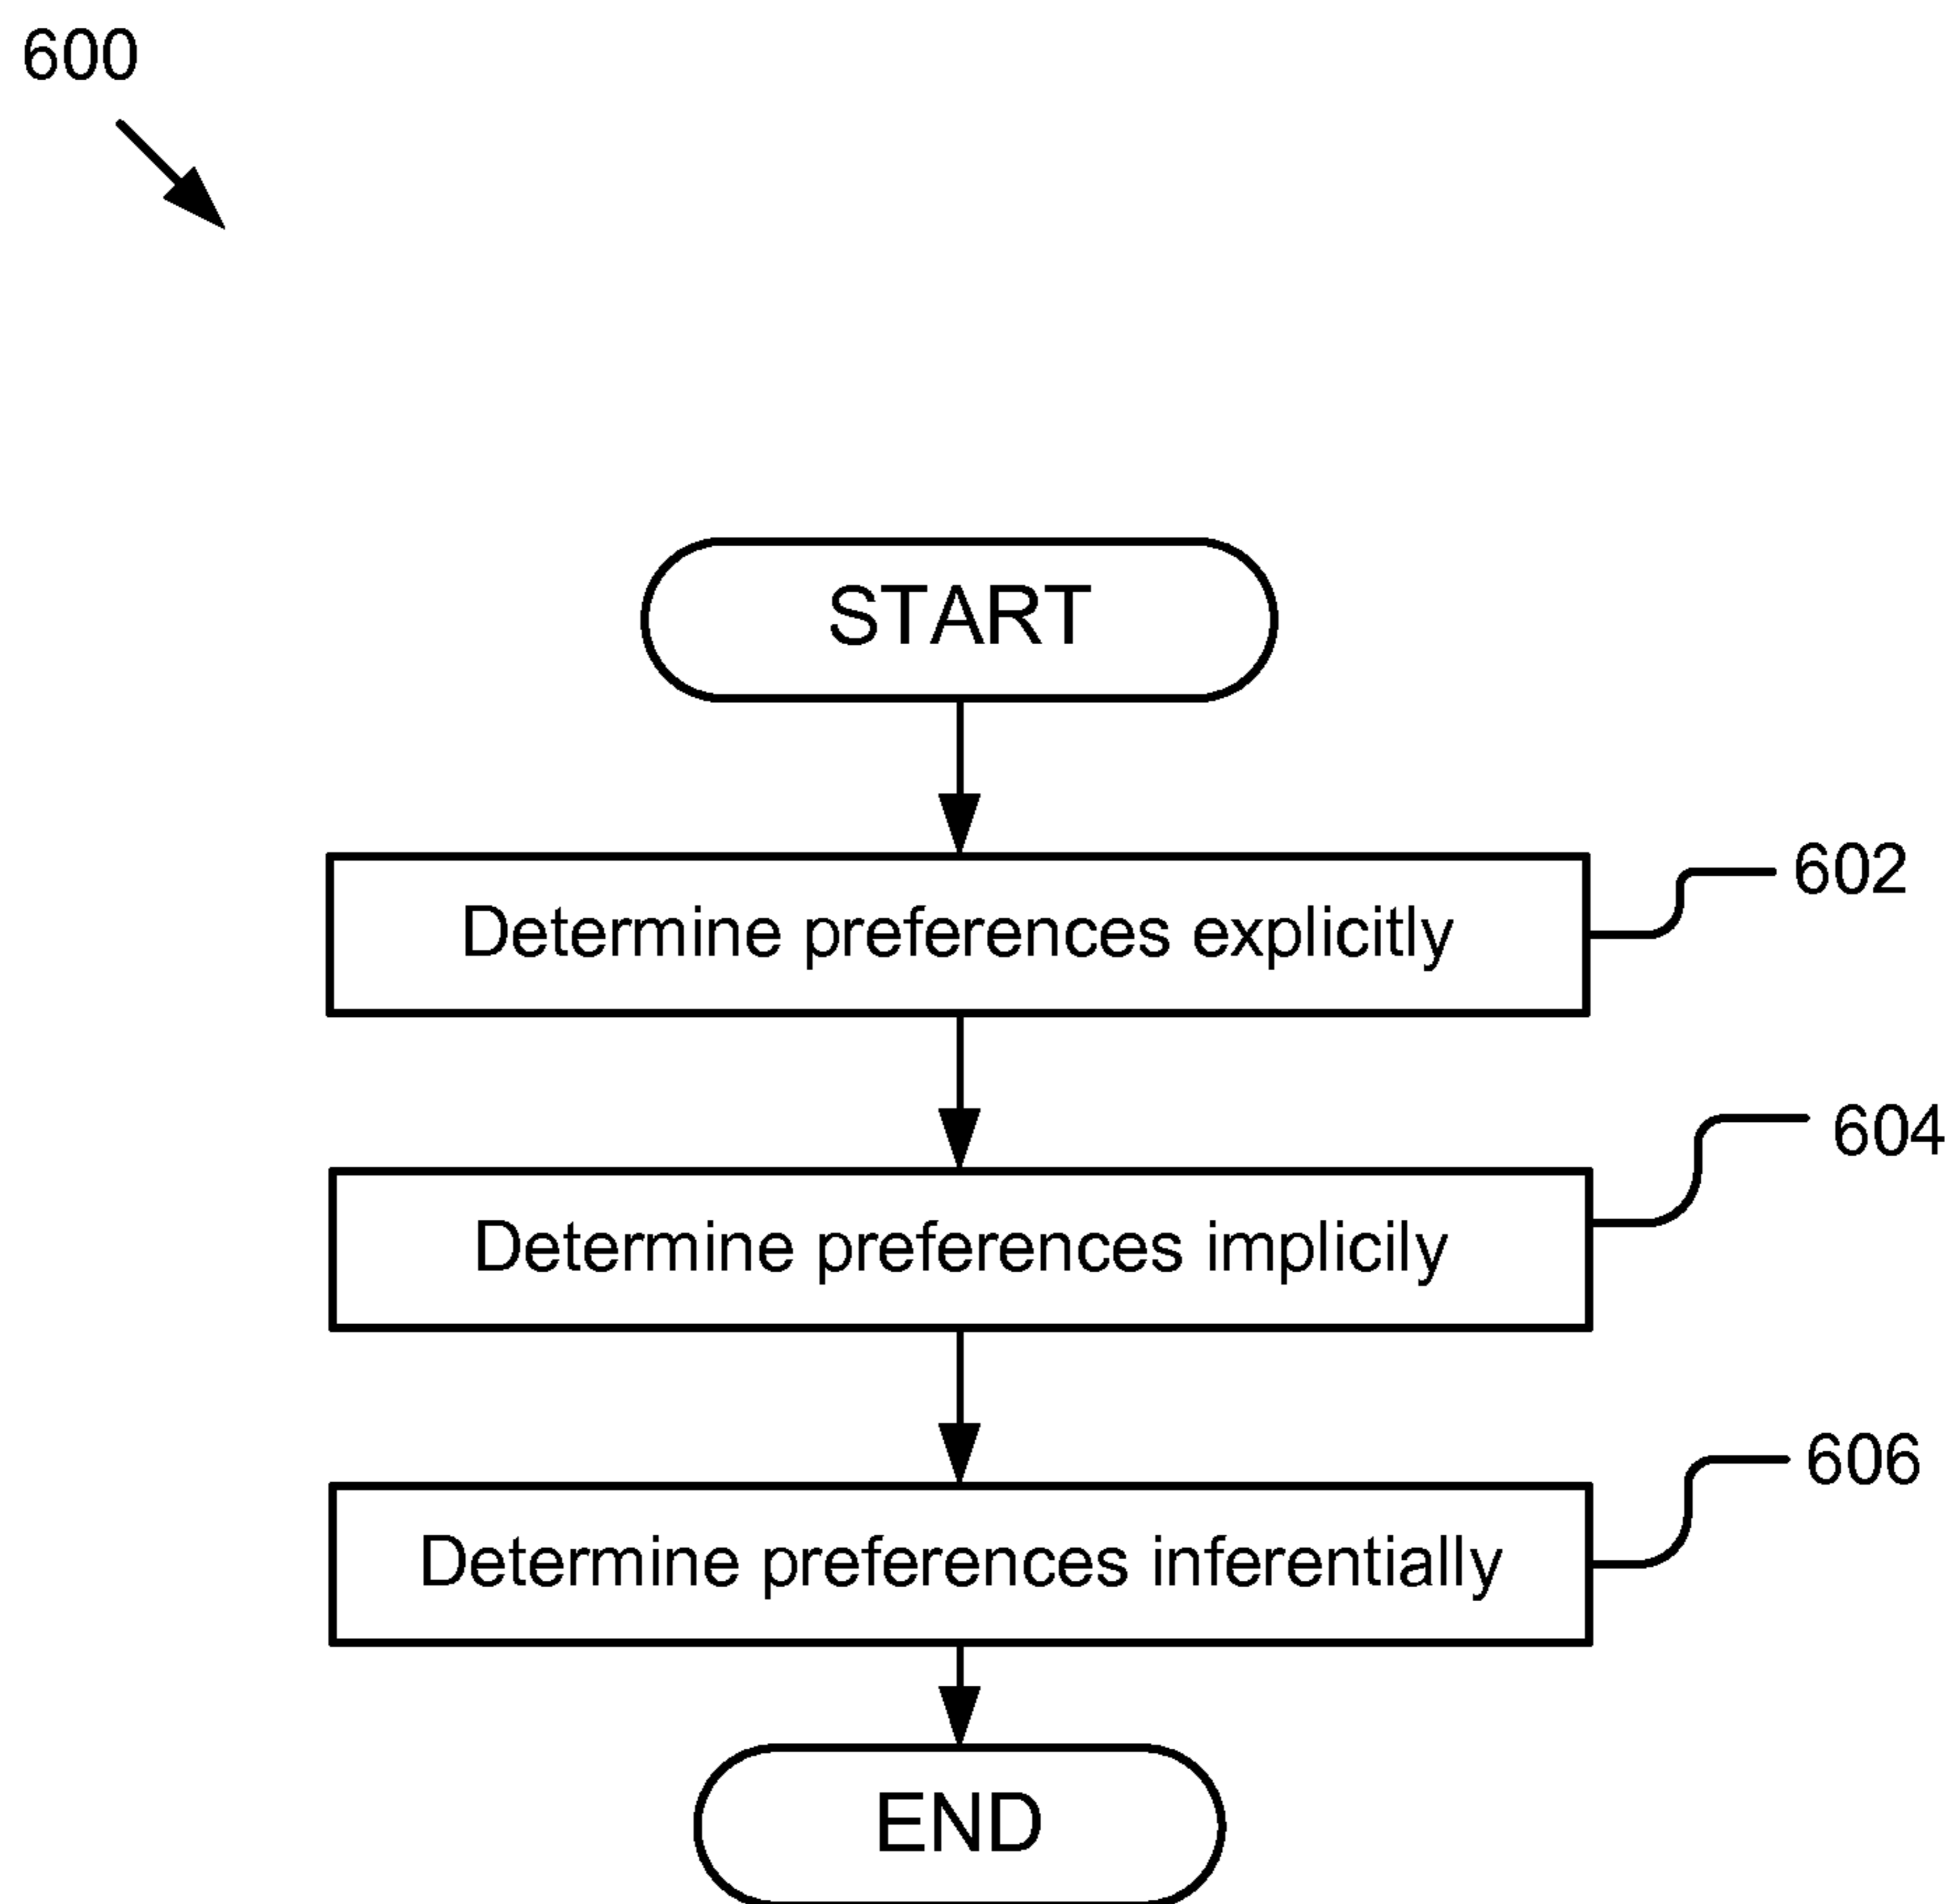 600
START
Determine preferences explicitly
602
Determine preferences implicily
604
Determine preferences inferentially
606
END